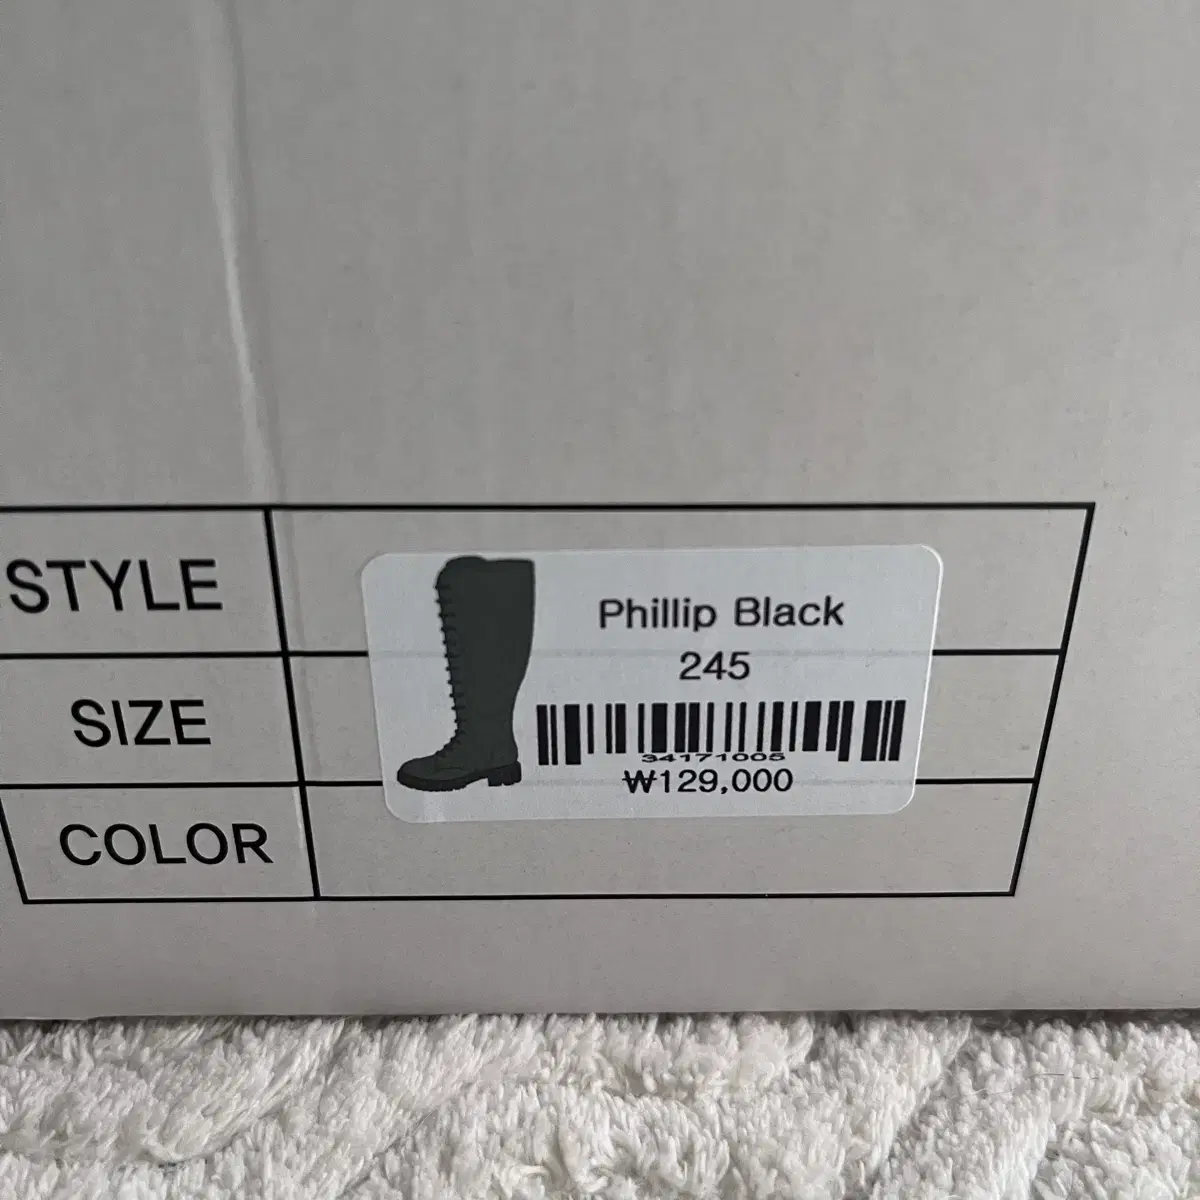 STYLE
Phillip Black
245
SIZE
34171005
₩129,000
COLOR